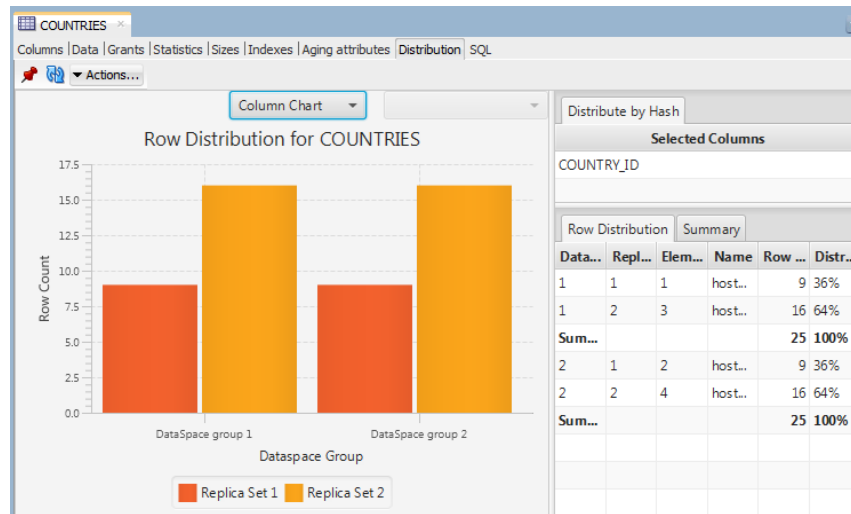 COUNTRIES ×
Columns | Data | Grants | Statistics | Sizes | Indexes | Aging attributes | Distribution | SQL
Actions...
Column Chart
Row Distribution for COUNTRIES
17.5
15.0
12.5
10.0
7.5
5.0
2.5
0.0
Row Count
DataSpace group 1 DataSpace group 2
Dataspace Group
Replica Set 1 Replica Set 2
Distribute by Hash
Selected Columns
COUNTRY_ID
Row Distribution Summary
Data... Repl... Elem... Name Row ... Distr...
1 1 1 host... 9 36%
1 2 3 host... 16 64%
Sum... 25 100%
2 1 2 host... 9 36%
2 2 4 host... 16 64%
Sum... 25 100%